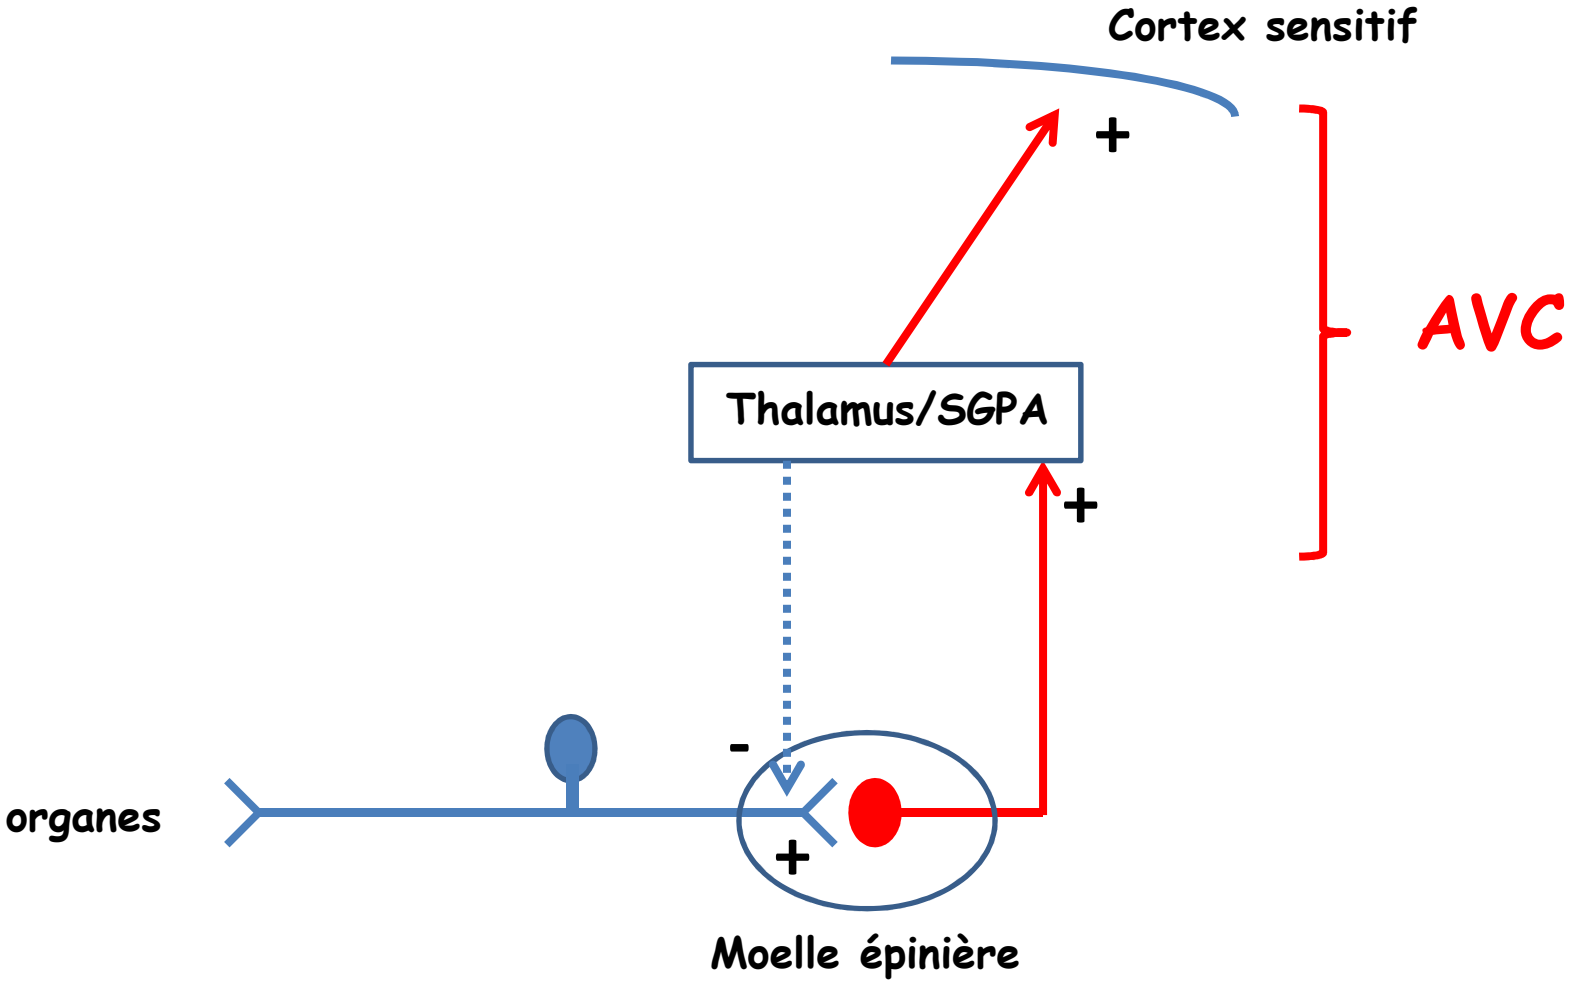 Cortex sensitif
+
AVC
Thalamus/SGPA
+
-
organes
+
Moelle épinière